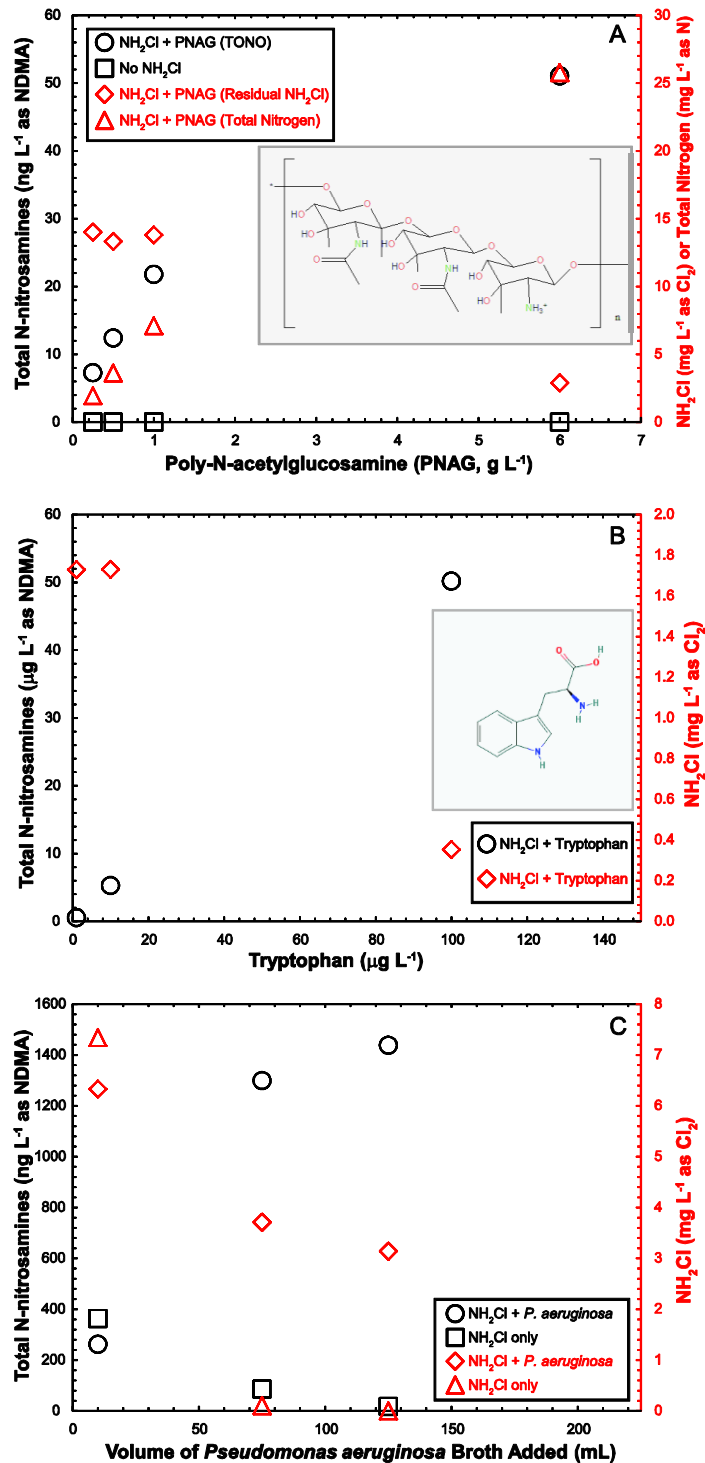 A
NH₂Cl + PNAG (TONO)
No NH₂Cl
NH₂Cl + PNAG (Residual NH₂Cl)
NH₂Cl + PNAG (Total Nitrogen)
Total N-nitrosamines (ng L⁻¹ as NDMA)
60
50
40
30
20
10
0
NH₂Cl (mg L⁻¹ as Cl₂) or Total Nitrogen (mg L⁻¹ as N)
30
25
20
15
10
5
0
* O O O O O O
HO HO NH HO HO NH HO HO NH₃⁺
O O
n
0 1 2 3 4 5 6 7
Poly-N-acetylglucosamine (PNAG, g L⁻¹)
B
Total N-nitrosamines (μg L⁻¹ as NDMA)
60
50
40
30
20
10
0
NH₂Cl (mg L⁻¹ as Cl₂)
2.0
1.8
1.6
1.4
1.2
1.0
0.8
0.6
0.4
0.2
0.0
H
O O
N H
H
N
H
NH₂Cl + Tryptophan
NH₂Cl + Tryptophan
0 20 40 60 80 100 120 140
Tryptophan (μg L⁻¹)
C
Total N-nitrosamines (ng L⁻¹ as NDMA)
1600
1400
1200
1000
800
600
400
200
0
NH₂Cl (mg L⁻¹ as Cl₂)
8
7
6
5
4
3
2
1
0
NH₂Cl + P. aeruginosa
NH₂Cl only
NH₂Cl + P. aeruginosa
NH₂Cl only
0 50 100 150 200
Volume of Pseudomonas aeruginosa Broth Added (mL)